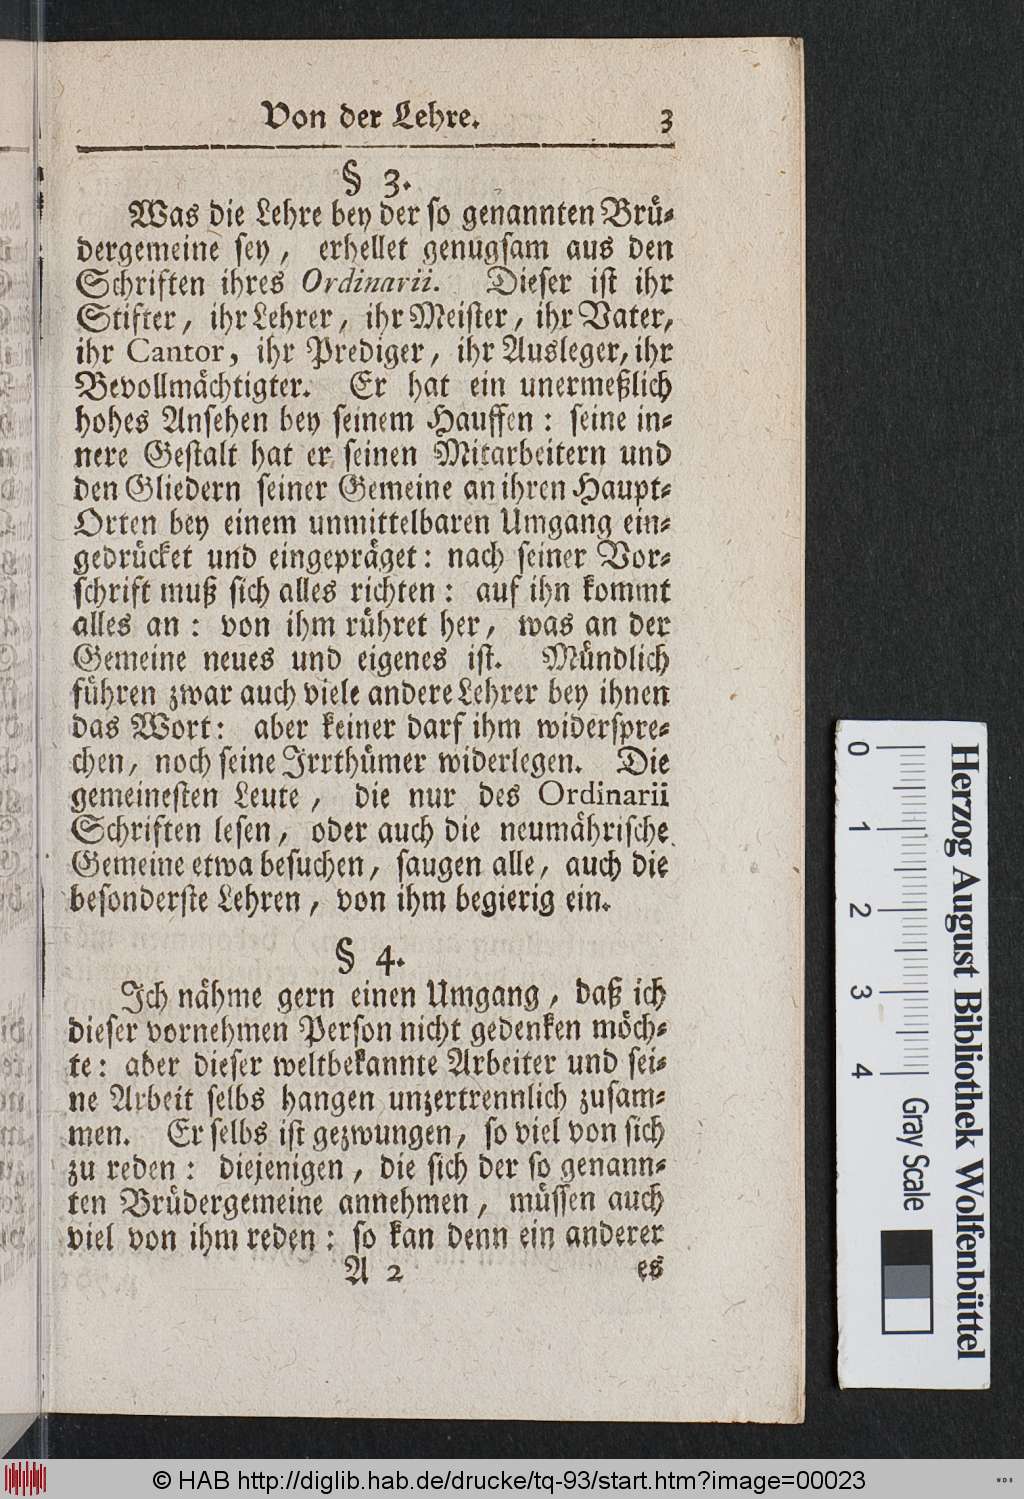 Von der Lehre. 3
§ 3.
Was die Lehre bey der so genannten Brü-
dergemeine sey, erhellet genugsam aus den
Schriften ihres Ordinarii. Dieser ist ihr
Stifter, ihr Lehrer, ihr Meister, ihr Vater,
ihr Cantor, ihr Prediger, ihr Ausleger, ihr
Bevollmächtigter. Er hat ein unermeßlich
hohes Ansehen bey seinem Hauffen: seine in-
nere Gestalt hat er seinen Mitarbeitern und
den Gliedern seiner Gemeine an ihren Haupt-
Orten bey einem unmittelbaren Umgang ein-
gedrücket und eingepräget: nach seiner Vor-
schrift muß sich alles richten: auf ihn kommt
alles an: von ihm rühret her, was an der
Gemeine neues und eigenes ist. Mündlich
führen zwar auch viele andere Lehrer bey ihnen
das Wort: aber keiner darf ihm widerspre-
chen, noch seine Irrthümer widerlegen. Die
gemeinesten Leute, die nur des Ordinarii
Schriften lesen, oder auch die neumährische
Gemeine etwa besuchen, saugen alle, auch die
besonderste Lehren, von ihm begierig ein.
§ 4.
Ich nähme gern einen Umgang, daß ich
dieser vornehmen Person nicht gedenken möch-
te: aber dieser weltbekannte Arbeiter und sei-
ne Arbeit selbs hangen unzertrennlich zusam-
men. Er selbs ist gezwungen, so viel von sich
zu reden: diejenigen, die sich der so genann-
ten Brüdergemeine annehmen, müssen auch
viel von ihm reden: so kan denn ein anderer
A 2 es
0 1 2 3 4
Herzog August Bibliothek Wolfenbüttel
Gray Scale
© HAB http://diglib.hab.de/drucke/tq-93/start.htm?image=00023